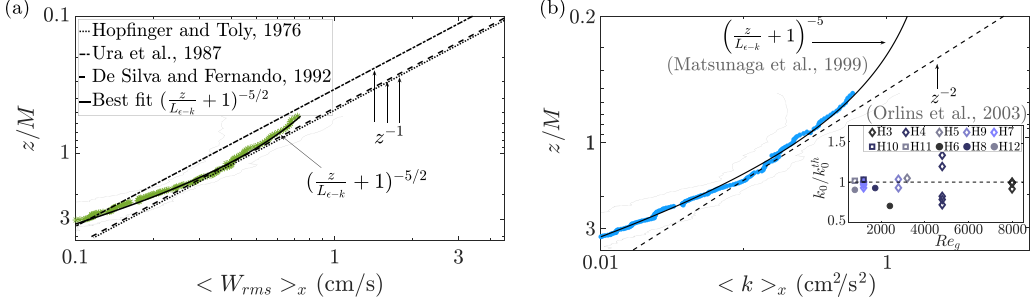 (a)
0.1
Hopfinger and Toly, 1976
Ura et al., 1987
De Silva and Fernando, 1992
Best fit (z/L_{ϵ−k} + 1)^{−5/2}
z^{−1}
(z/L_{ϵ−k} + 1)^{−5/2}
z/M
1
3
0.1
1
3
< W_{rms} >_x (cm/s)
(b)
0.2
(z/L_{ϵ−k} + 1)^{−5}
(Matsunaga et al., 1999)
z^{−2}
(Orlins et al., 2003)
z/M
1
3
0.01
1
< k >_x (cm²/s²)
H3 H4 H5 H9 H7
H10 H11 H6 H8 H12
1.5
1
0.5
k_0/k_0^{th}
2000 4000 6000 8000
Re_g